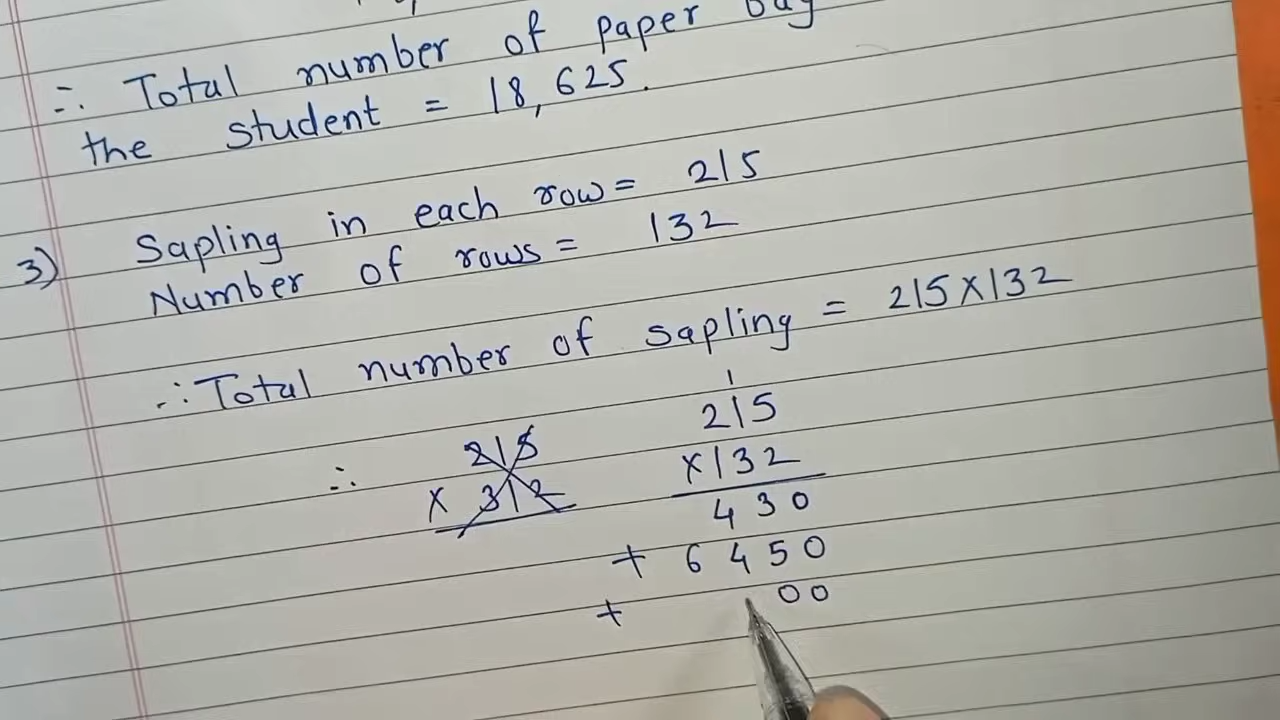 ∴ Total number of paper bag
the student = 18,625.
3) Sapling in each row = 215
Number of rows = 132
∴ Total number of sapling = 215×132
1
∴ 215 215
× 312 ×132
430
+ 6450
+ 00